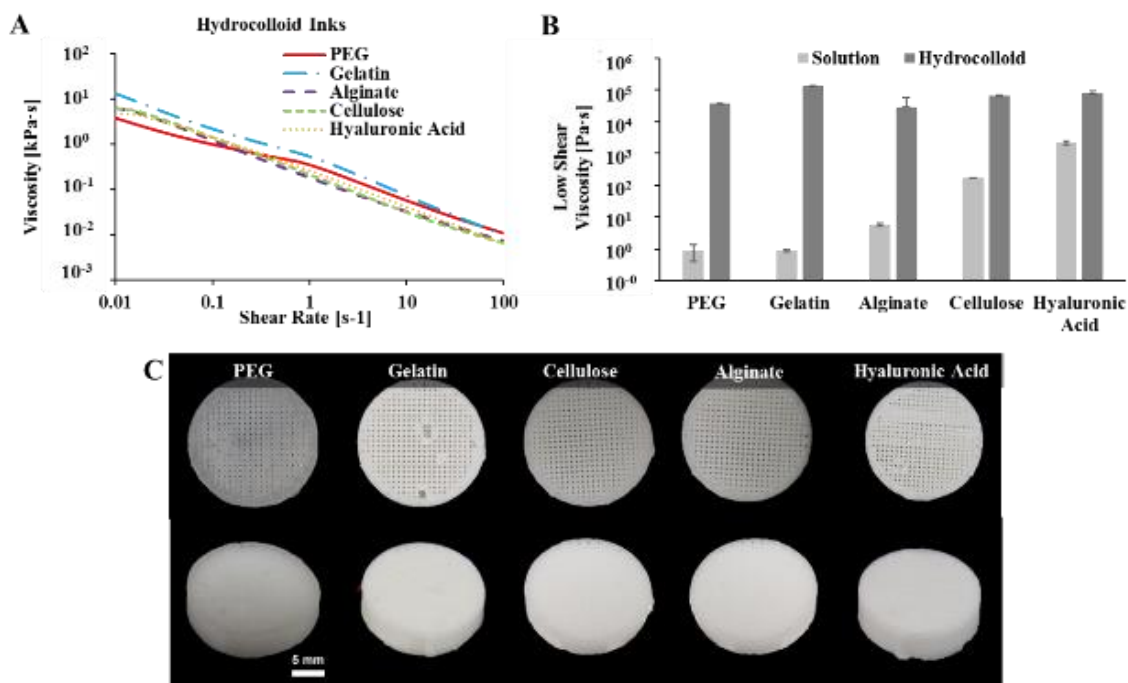 A
Hydrocolloid Inks
PEG
Gelatin
Alginate
Cellulose
Hyaluronic Acid
Viscosity [kPa·s]
10²
10¹
10⁰
10⁻¹
10⁻²
10⁻³
0.01
0.1
1
10
100
Shear Rate [s-1]
B
Solution
Hydrocolloid
Low Shear
Viscosity [Pa·s]
10⁶
10⁵
10⁴
10³
10²
10¹
10⁰
10⁻⁰
PEG
Gelatin
Alginate
Cellulose
Hyaluronic
Acid
C
PEG
Gelatin
Cellulose
Alginate
Hyaluronic Acid
5 mm